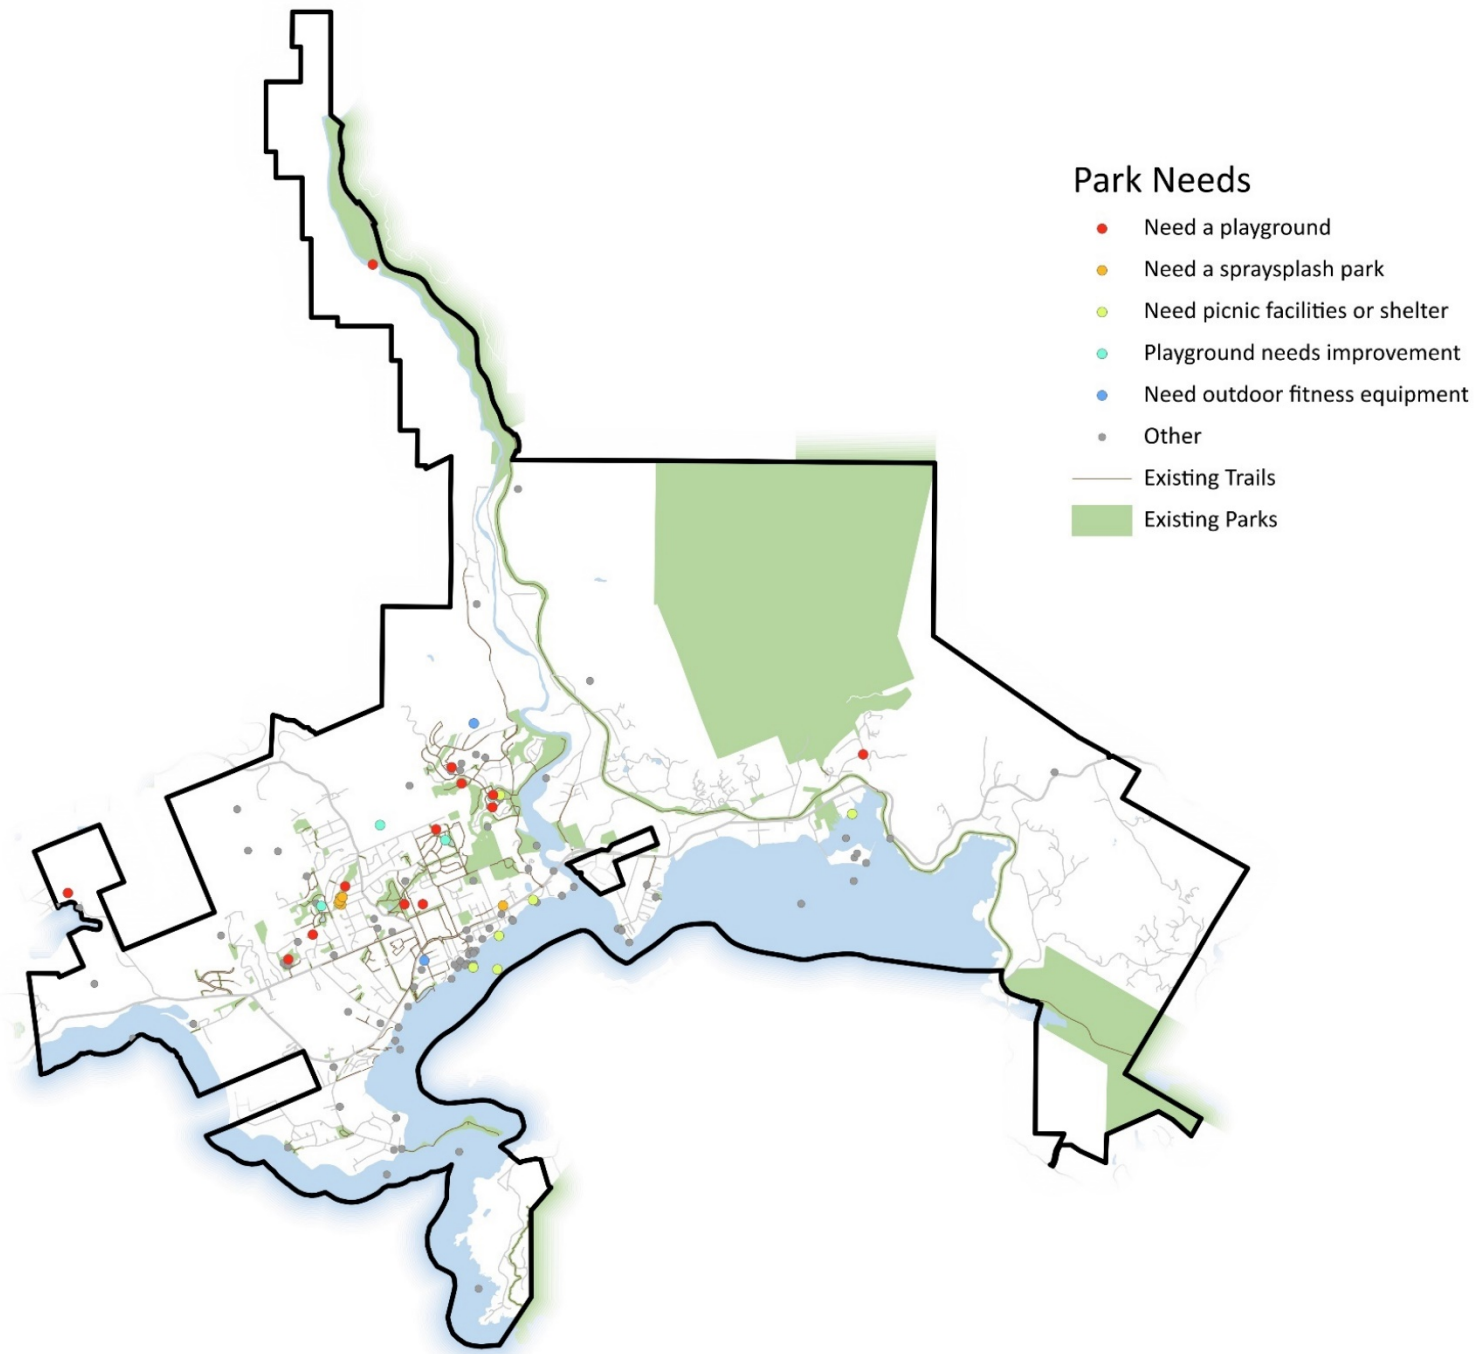 Park Needs
Need a playground
Need a spraysplash park
Need picnic facilities or shelter
Playground needs improvement
Need outdoor fitness equipment
Other
Existing Trails
Existing Parks